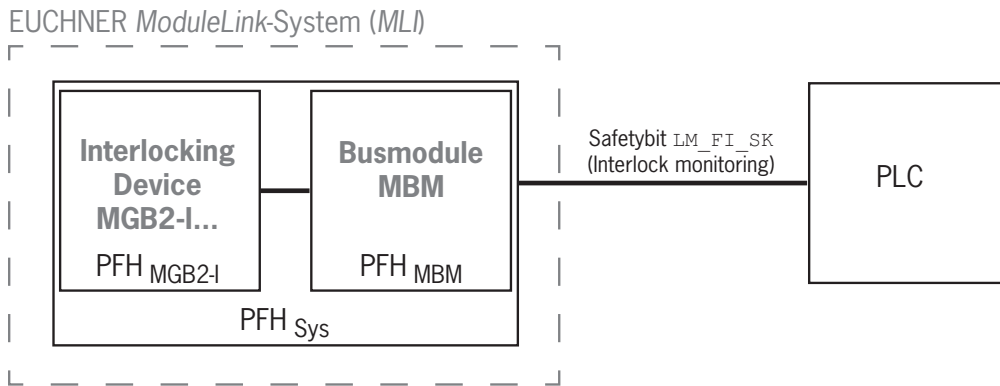 EUCHNER ModuleLink-System (MLI)
Interlocking
Device
MGB2-I...
PFH MGB2-I
Busmodule
MBM
PFH MBM
PFH Sys
Safetybit LM_FI_SK
(Interlock monitoring)
PLC